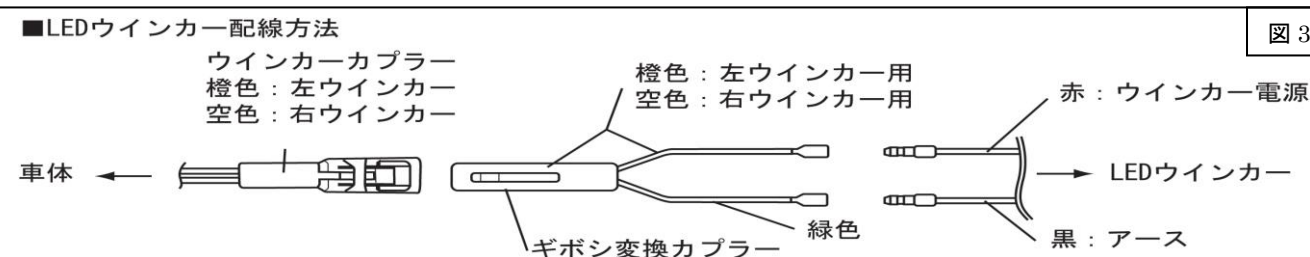 ■LEDウインカー配線方法
図 3
ウインカーカプラー
橙色：左ウインカー
空色：右ウインカー
橙色：左ウインカー用
空色：右ウインカー用
赤：ウインカー電源
車体
LEDウインカー
緑色
黒：アース
ギボシ変換カプラー